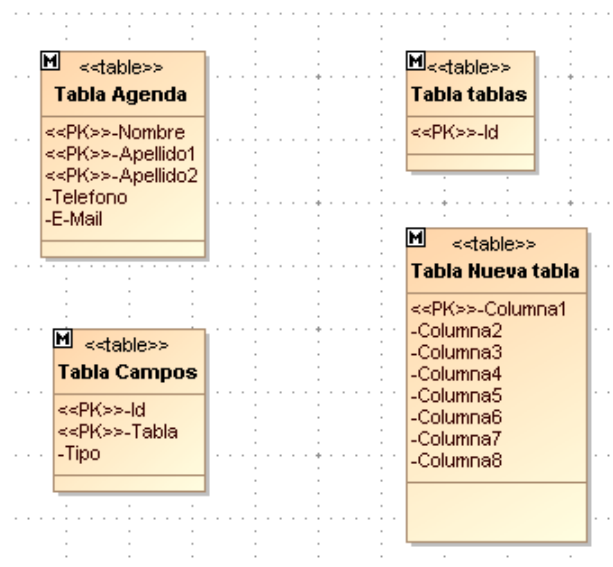 M
<<table>>
Tabla Agenda
<<PK>>-Nombre
<<PK>>-Apellido1
<<PK>>-Apellido2
-Telefono
-E-Mail
M
<<table>>
Tabla tablas
<<PK>>-Id
M
<<table>>
Tabla Campos
<<PK>>-Id
<<PK>>-Tabla
-Tipo
M
<<table>>
Tabla Nueva tabla
<<PK>>-Columna1
-Columna2
-Columna3
-Columna4
-Columna5
-Columna6
-Columna7
-Columna8